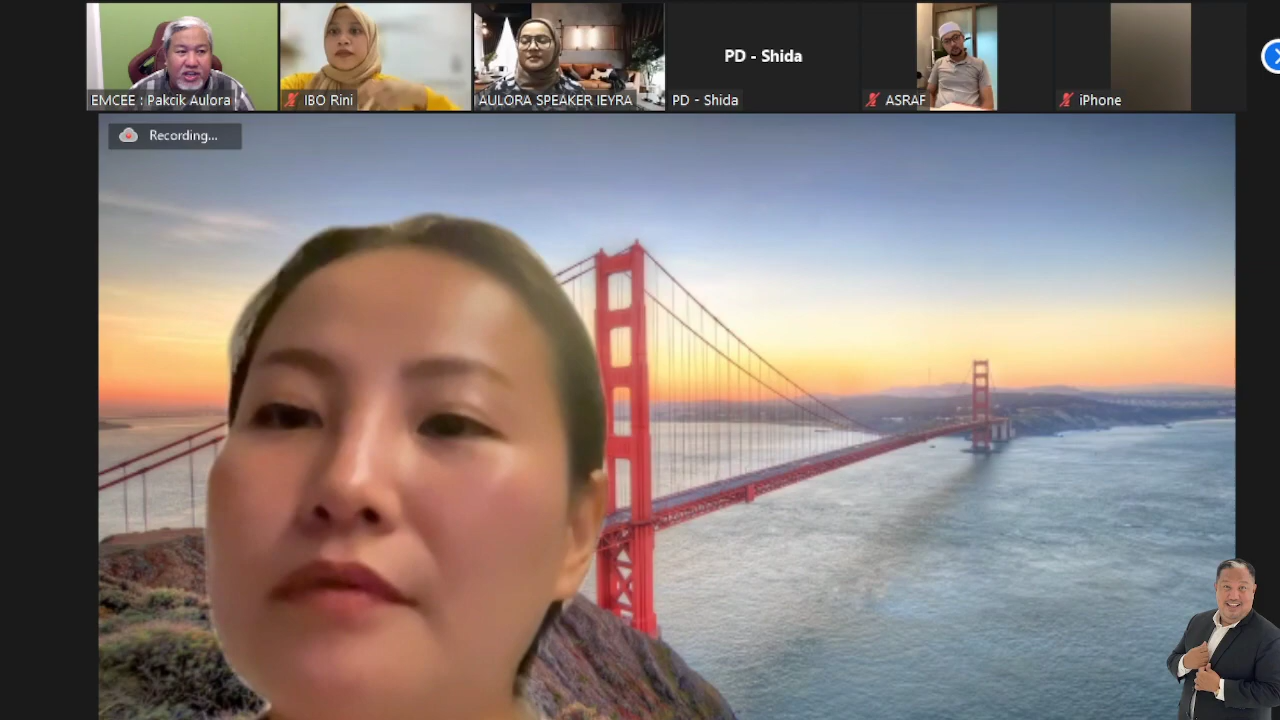 PD - Shida
EMCEE : Pakcik Aulora
IBO Rini
AULORA SPEAKER IEYRA
PD - Shida
ASRAF
iPhone
Recording...